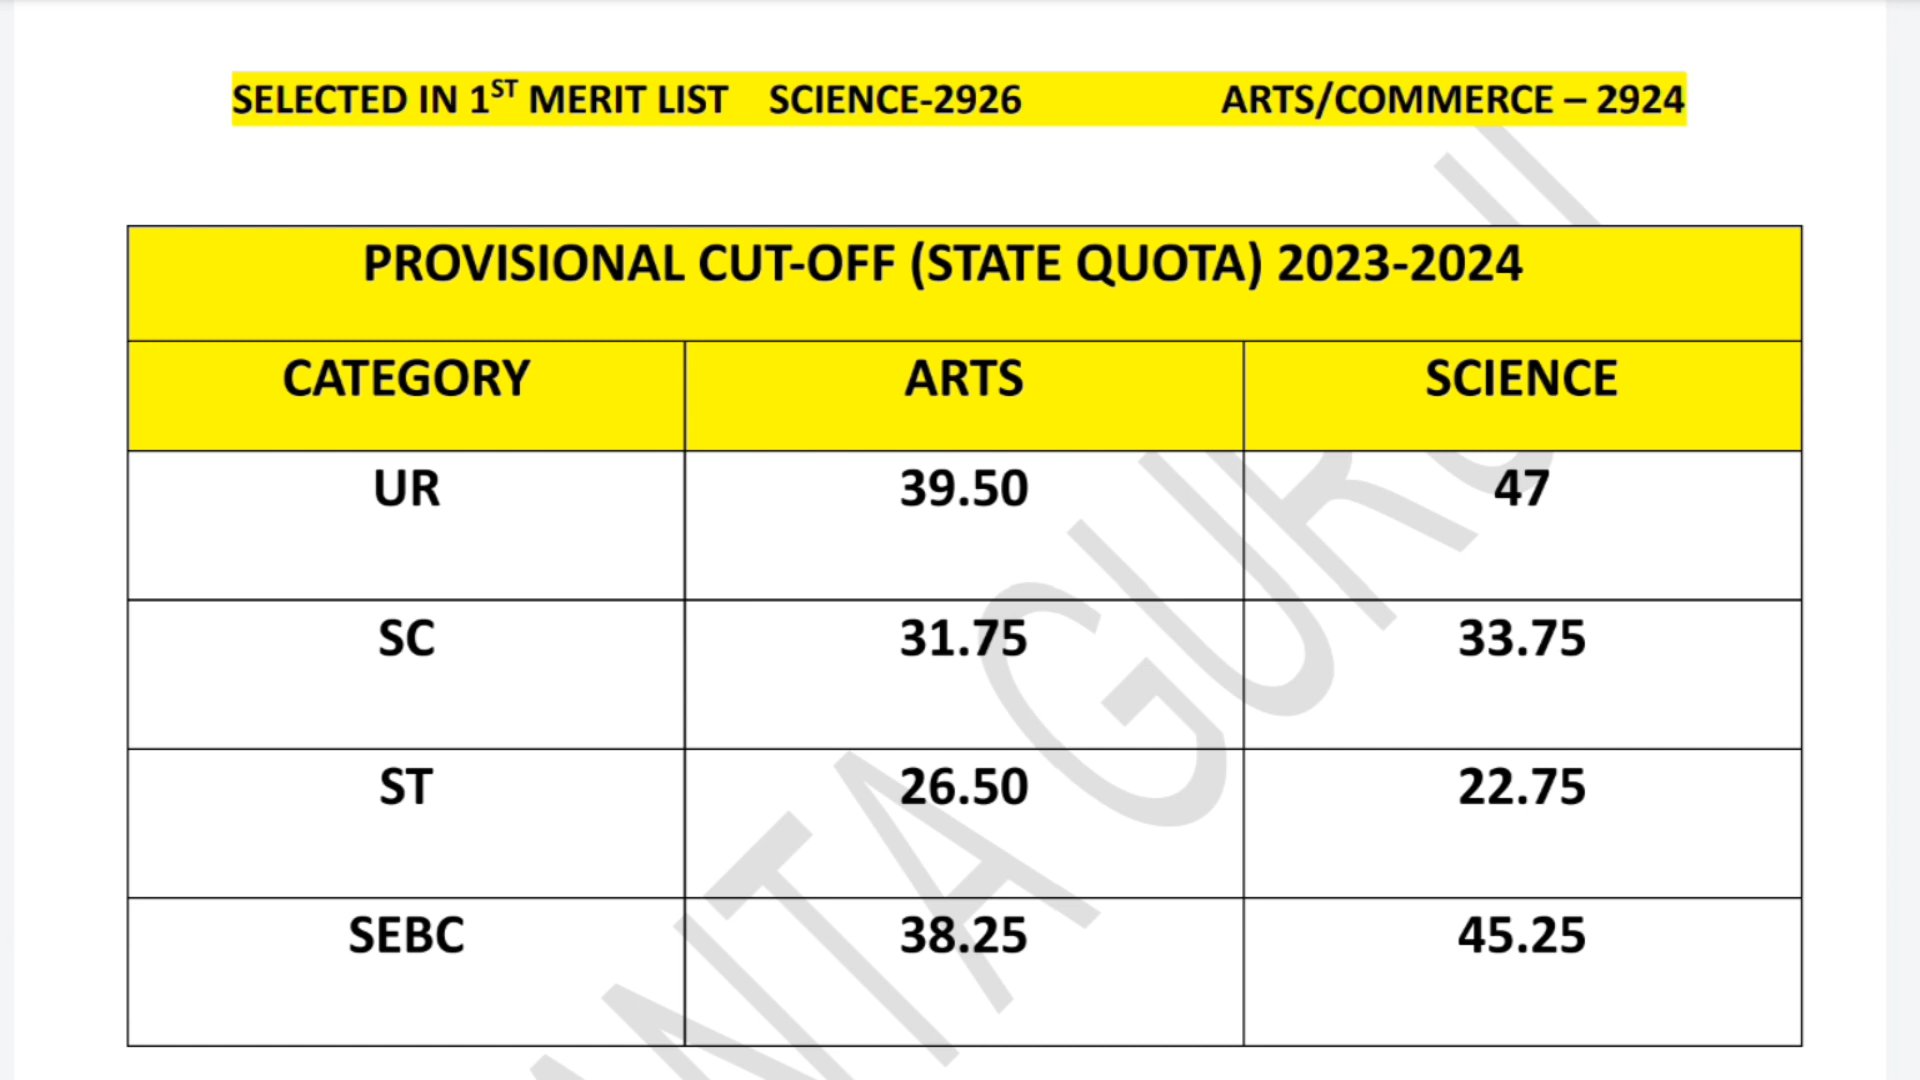 SELECTED IN 1ST MERIT LIST SCIENCE-2926 ARTS/COMMERCE – 2924
PROVISIONAL CUT-OFF (STATE QUOTA) 2023-2024
CATEGORY ARTS SCIENCE
UR 39.50 47
SC 31.75 33.75
ST 26.50 22.75
SEBC 38.25 45.25